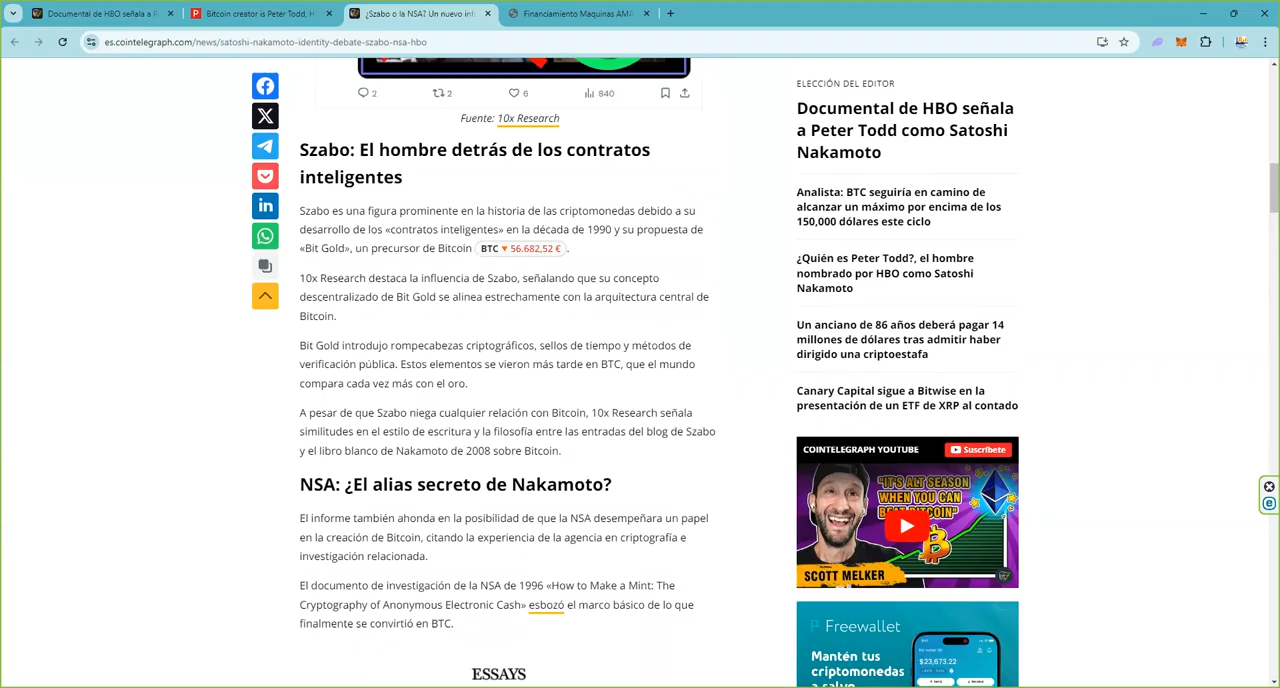 Documental de HBO señala a P
Bitcoin creator is Peter Todd, H
¿Szabo o la NSA? Un nuevo inf
Financiamiento Maquinas AMA
es.cointelegraph.com/news/satoshi-nakamoto-identity-debate-szabo-nsa-hbo
2
2
6
840
Fuente: 10x Research
Szabo: El hombre detrás de los contratos
inteligentes
Szabo es una figura prominente en la historia de las criptomonedas debido a su
desarrollo de los «contratos inteligentes» en la década de 1990 y su propuesta de
«Bit Gold», un precursor de Bitcoin BTC ▼ 56.682,52 €.
10x Research destaca la influencia de Szabo, señalando que su concepto
descentralizado de Bit Gold se alinea estrechamente con la arquitectura central de
Bitcoin.
Bit Gold introdujo rompecabezas criptográficos, sellos de tiempo y métodos de
verificación pública. Estos elementos se vieron más tarde en BTC, que el mundo
compara cada vez más con el oro.
A pesar de que Szabo niega cualquier relación con Bitcoin, 10x Research señala
similitudes en el estilo de escritura y la filosofía entre las entradas del blog de Szabo
y el libro blanco de Nakamoto de 2008 sobre Bitcoin.
NSA: ¿El alias secreto de Nakamoto?
El informe también ahonda en la posibilidad de que la NSA desempeñara un papel
en la creación de Bitcoin, citando la experiencia de la agencia en criptografía e
investigación relacionada.
El documento de investigación de la NSA de 1996 «How to Make a Mint: The
Cryptography of Anonymous Electronic Cash» esbozó el marco básico de lo que
finalmente se convirtió en BTC.
ESSAYS
ELECCIÓN DEL EDITOR
Documental de HBO señala
a Peter Todd como Satoshi
Nakamoto
Analista: BTC seguiría en camino de
alcanzar un máximo por encima de los
150,000 dólares este ciclo
¿Quién es Peter Todd?, el hombre
nombrado por HBO como Satoshi
Nakamoto
Un anciano de 86 años deberá pagar 14
millones de dólares tras admitir haber
dirigido una criptoestafa
Canary Capital sigue a Bitwise en la
presentación de un ETF de XRP al contado
COINTELEGRAPH YOUTUBE
Suscríbete
"IT'S ALT SEASON
WHEN YOU CAN
BEAT BITCOIN"
SCOTT MELKER
Freewallet
Mantén tus
criptomonedas
a salvo
$23,673.22